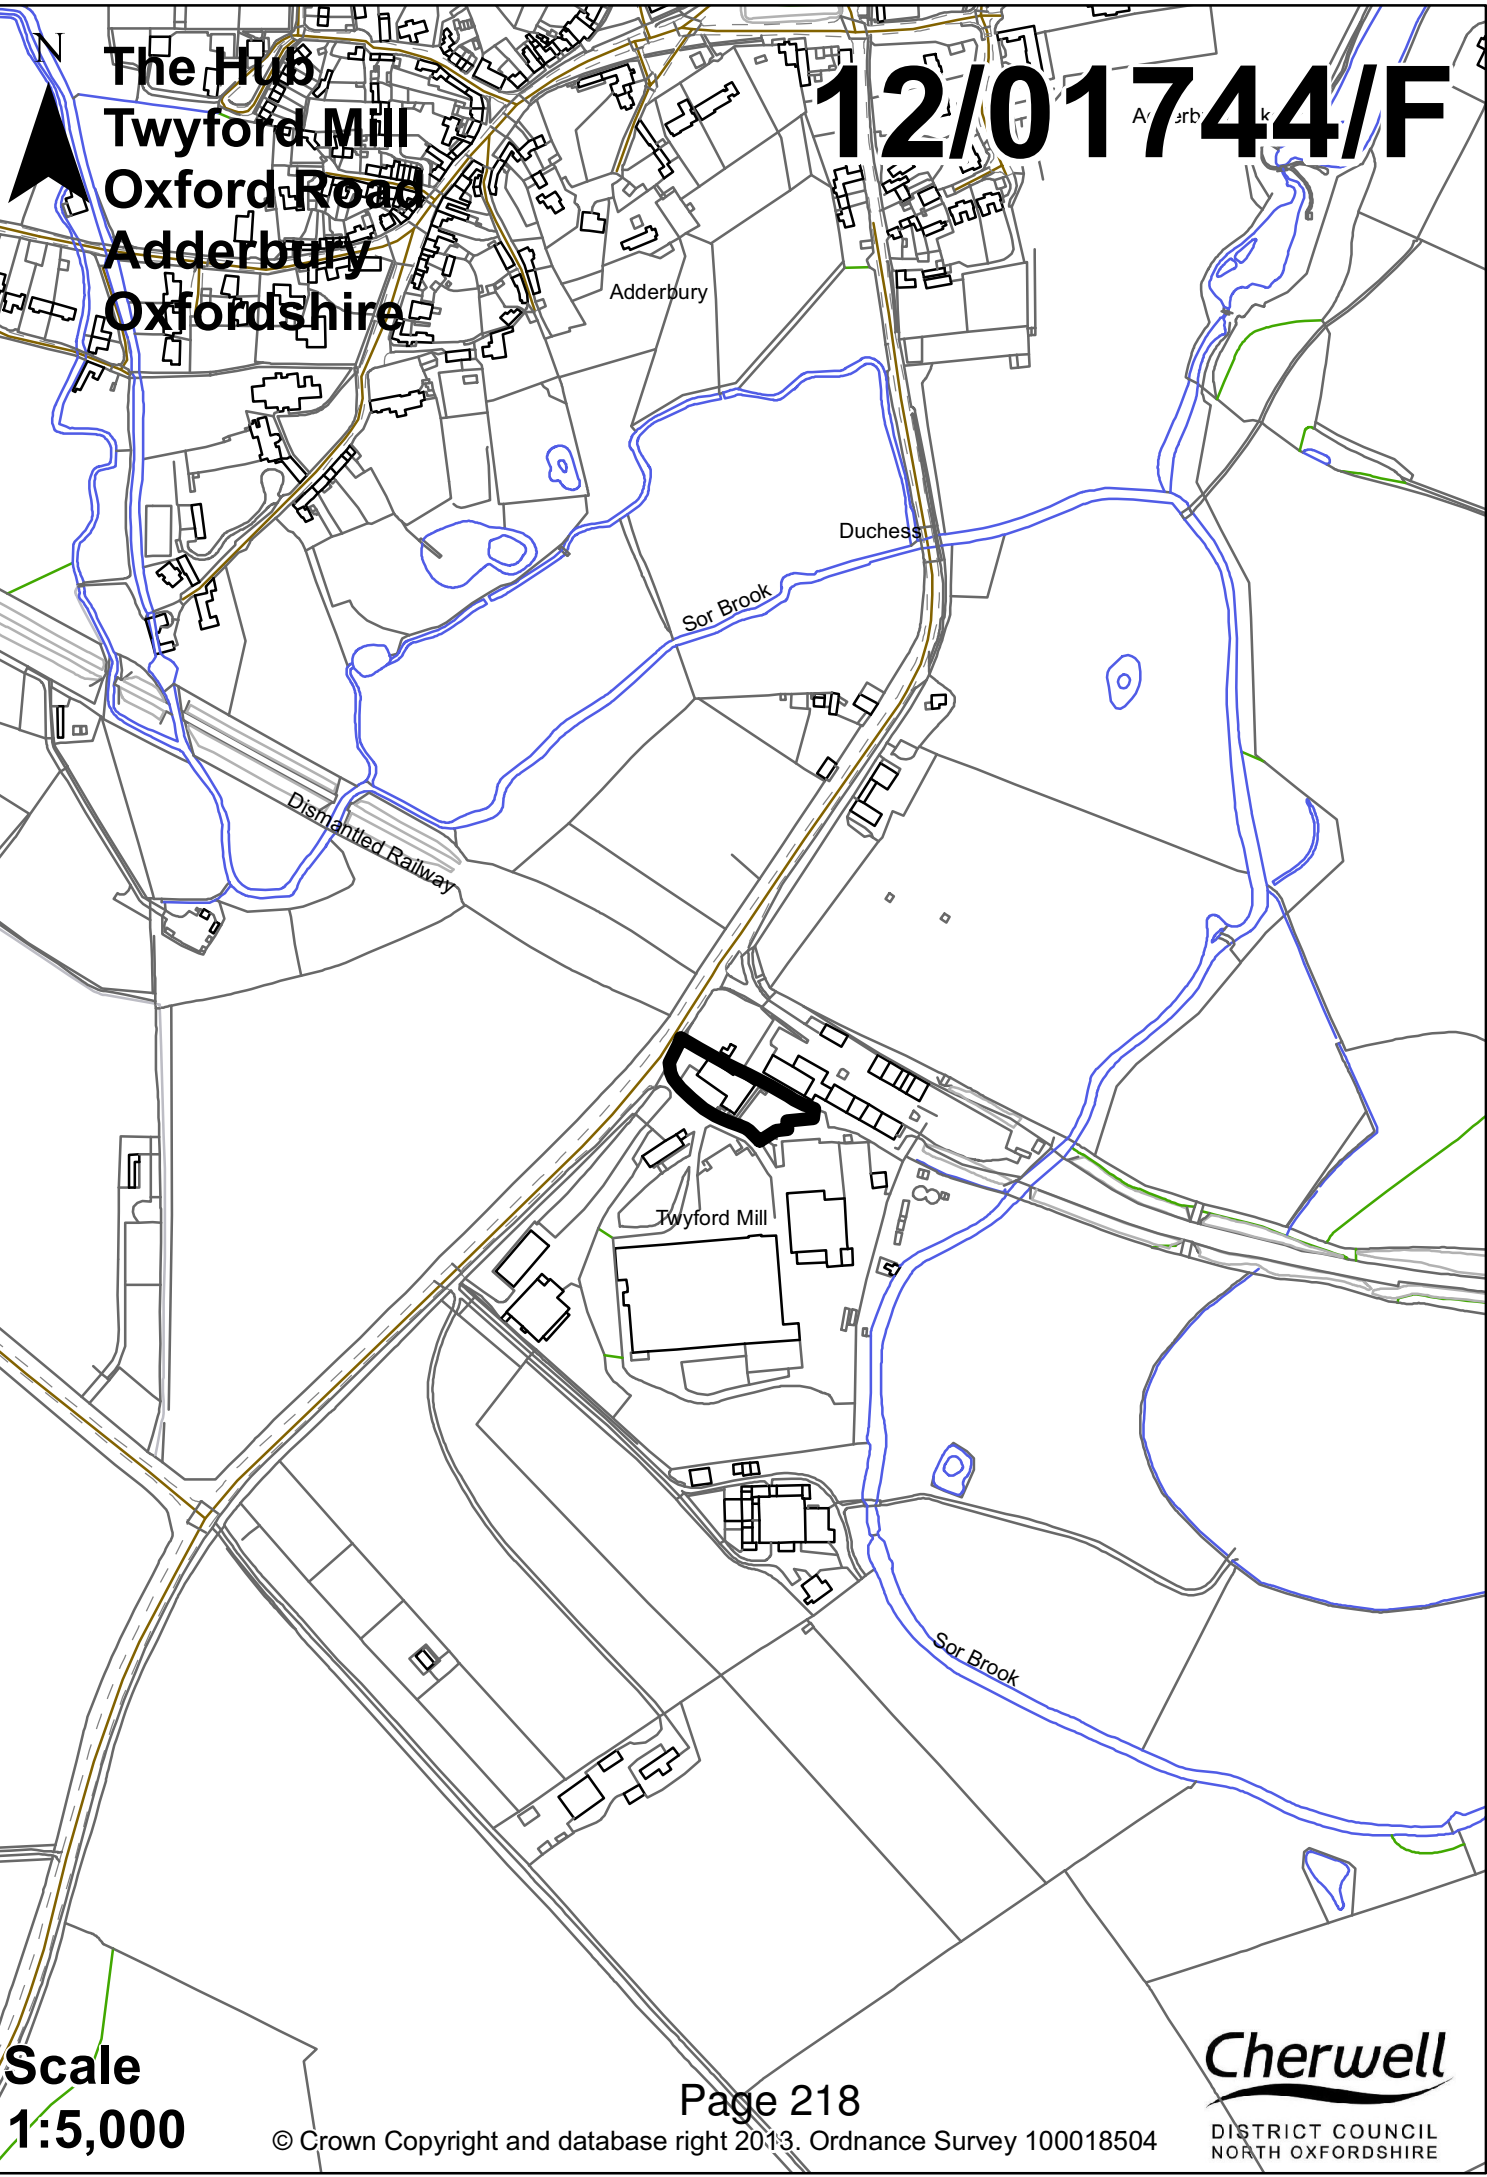 N
The Hub
Twyford Mill
Oxford Road
Adderbury
Oxfordshire
12/01744/F
Adderbury
Duchess
Sor Brook
Dismantled Railway
Twyford Mill
Sor Brook
Scale
1:5,000
Page 218
© Crown Copyright and database right 2013. Ordnance Survey 100018504
Cherwell
DISTRICT COUNCIL
NORTH OXFORDSHIRE